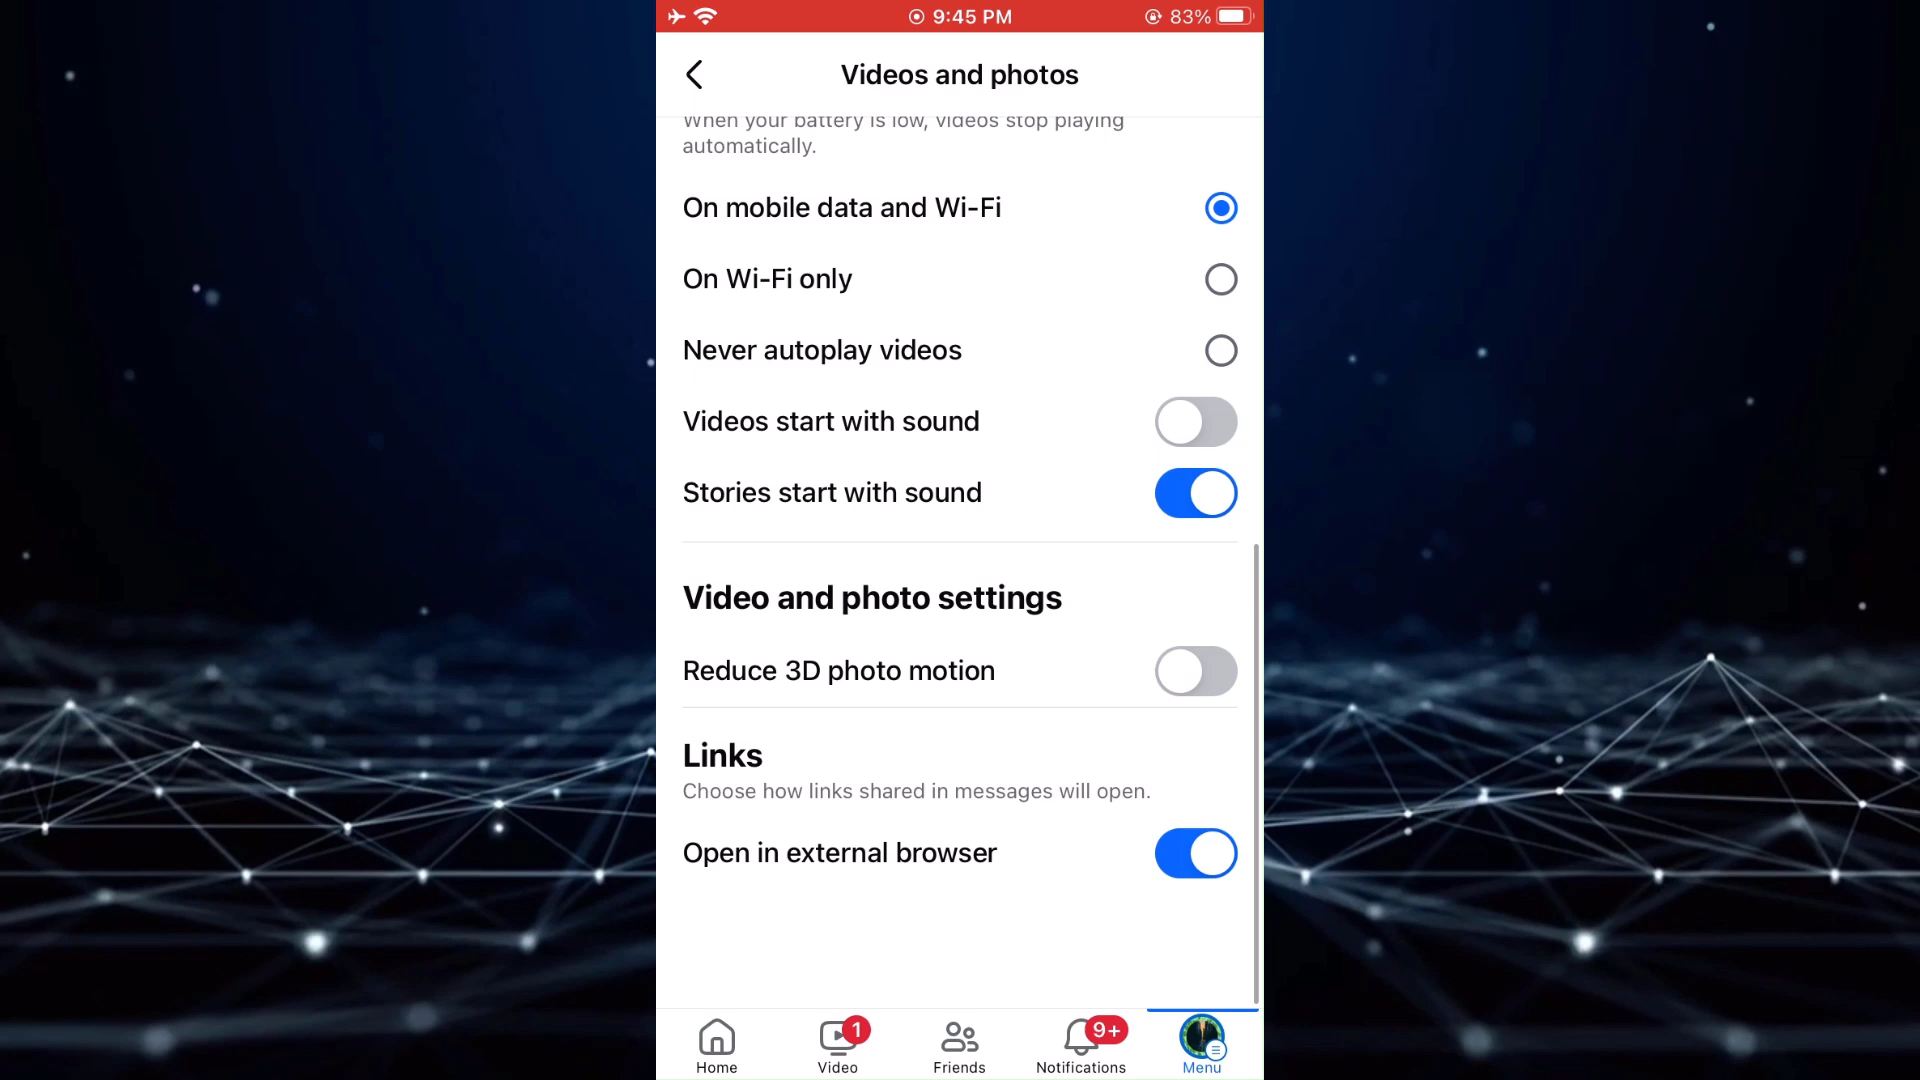 9:45 PM
83%
Videos and photos
When your battery is low, videos stop playing
automatically.
On mobile data and Wi-Fi
On Wi-Fi only
Never autoplay videos
Videos start with sound
Stories start with sound
Video and photo settings
Reduce 3D photo motion
Links
Choose how links shared in messages will open.
Open in external browser
1
9+
Home
Video
Friends
Notifications
Menu